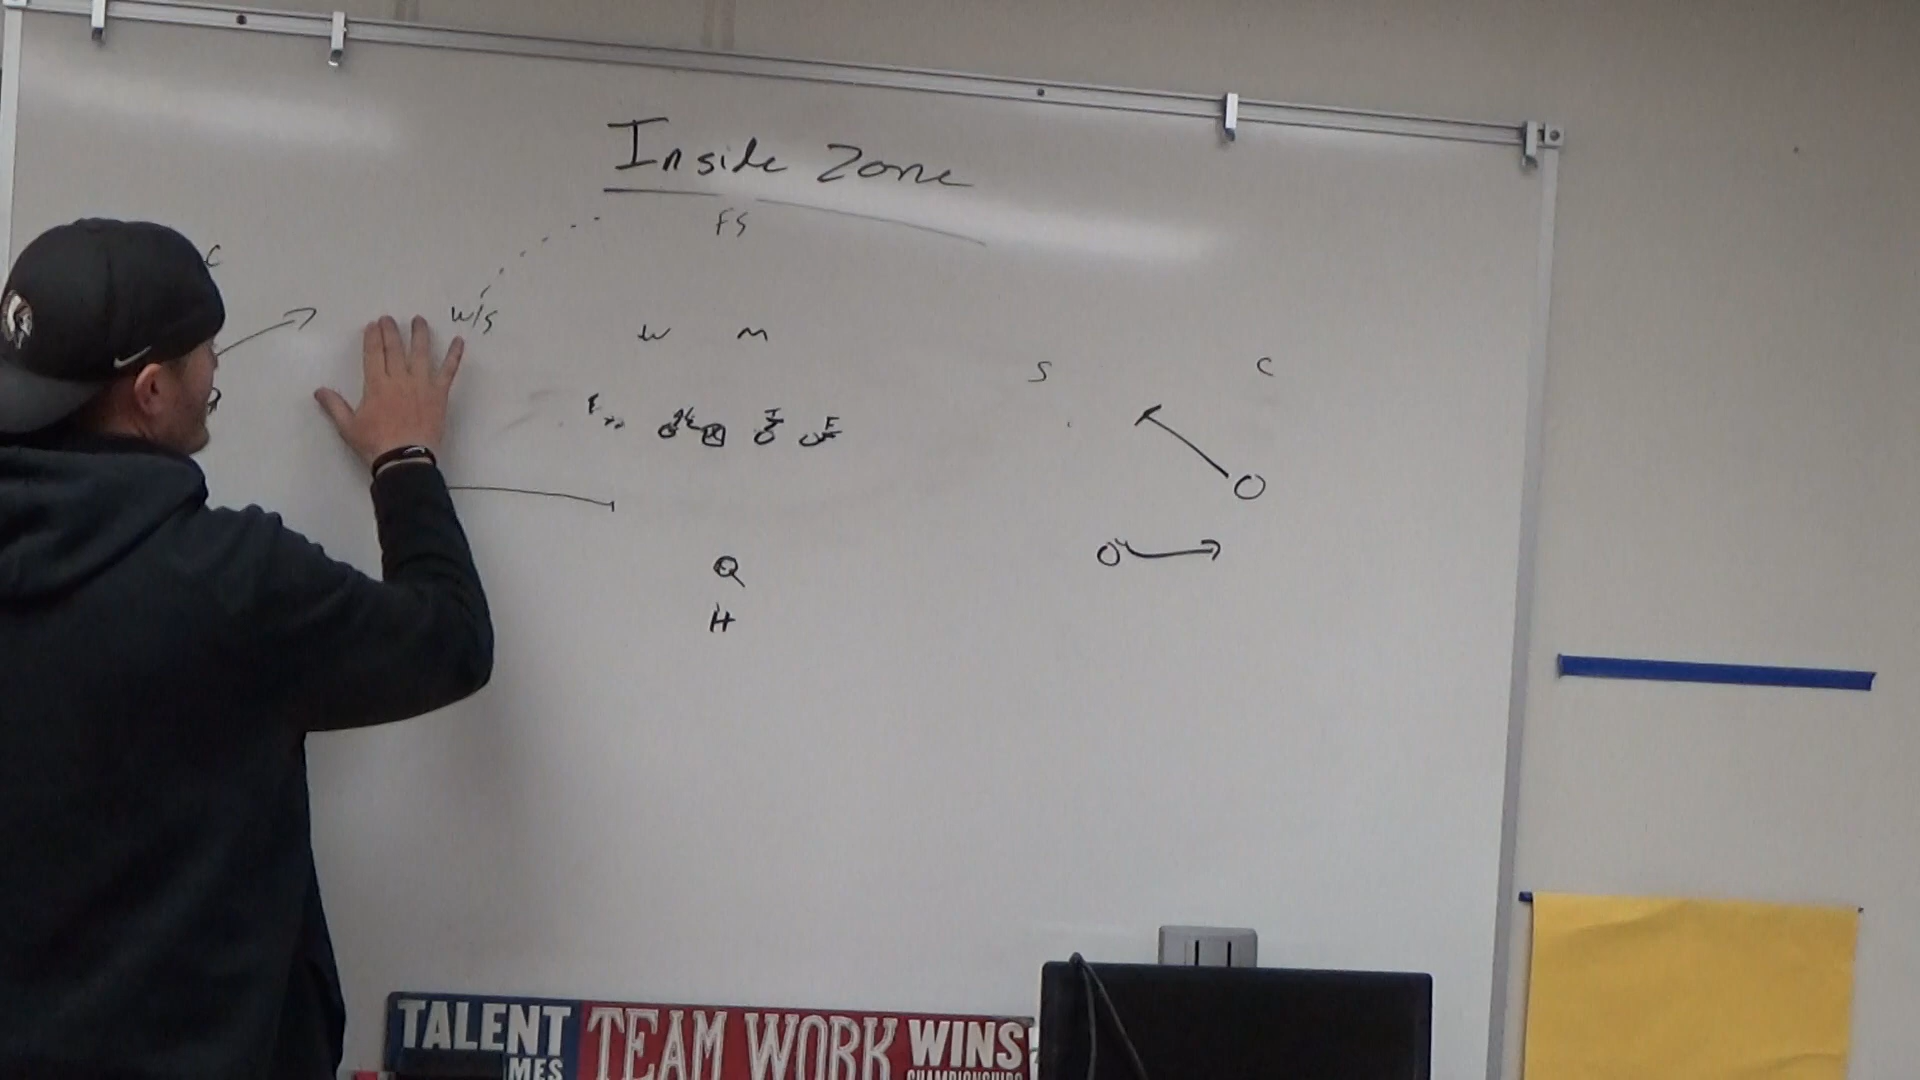 Inside Zone
FS
C
W/S
W M
S C
E
T E
O
O
Q
H
TALENT TEAM WORK WINS